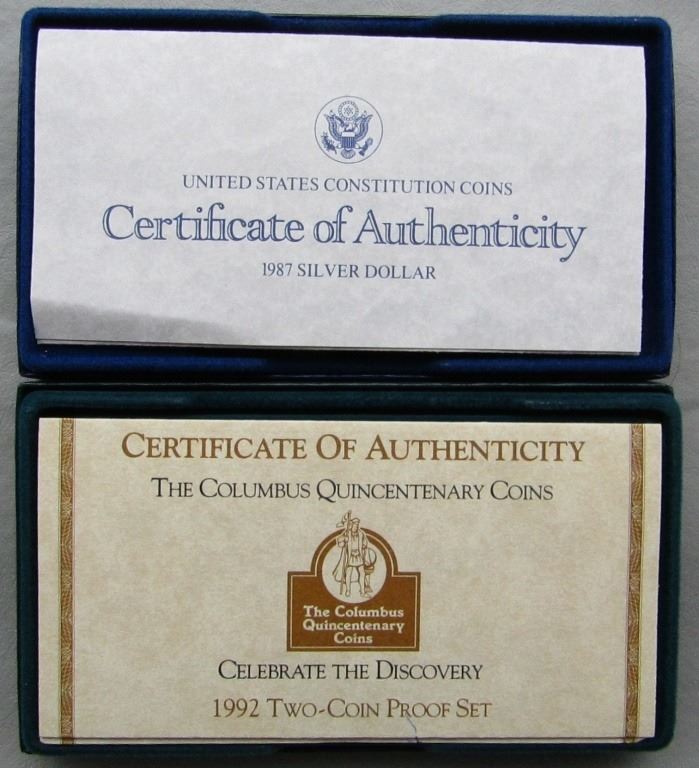 UNITED STATES CONSTITUTION COINS
Certificate of Authenticity
1987 SILVER DOLLAR
CERTIFICATE OF AUTHENTICITY
THE COLUMBUS QUINCENTENARY COINS
The Columbus
Quincentenary
Coins
CELEBRATE THE DISCOVERY
1992 TWO-COIN PROOF SET